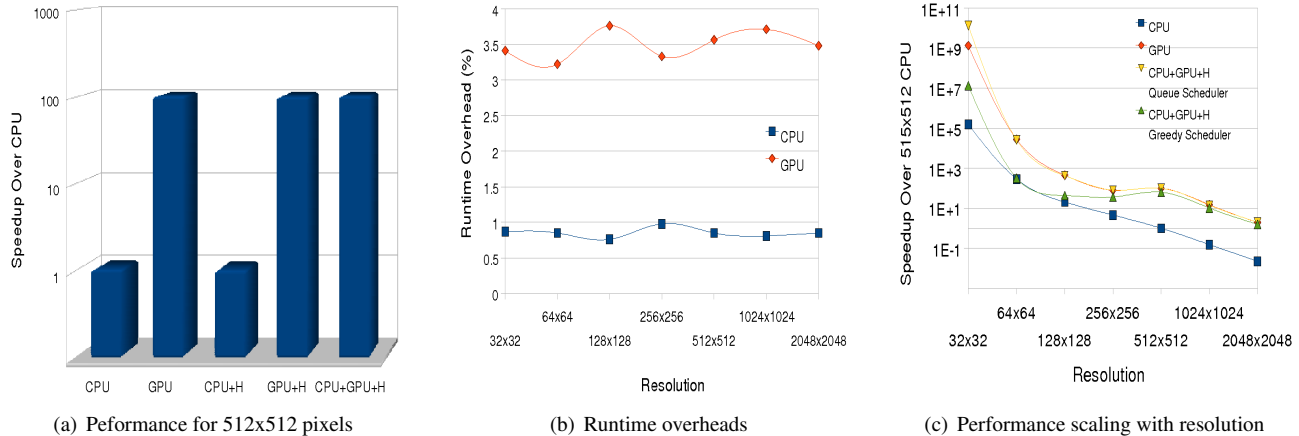 Speedup Over CPU
1000
100
10
1
CPU
GPU
CPU+H
GPU+H
CPU+GPU+H
(a) Peformance for 512x512 pixels
Runtime Overhead (%)
4
3.5
3
4
2.5
2
1.5
1
0.5
0
CPU
GPU
64x64
256x256
1024x1024
32x32
128x128
512x512
2048x2048
Resolution
(b) Runtime overheads
Speedup Over 515x512 CPU
1E+11
1E+9
1E+7
1E+5
1E+3
1E+1
1E-1
CPU
GPU
CPU+GPU+H
Queue Scheduler
CPU+GPU+H
Greedy Scheduler
64x64
256x256
1024x1024
32x32
128x128
512x512
2048x2048
Resolution
(c) Performance scaling with resolution